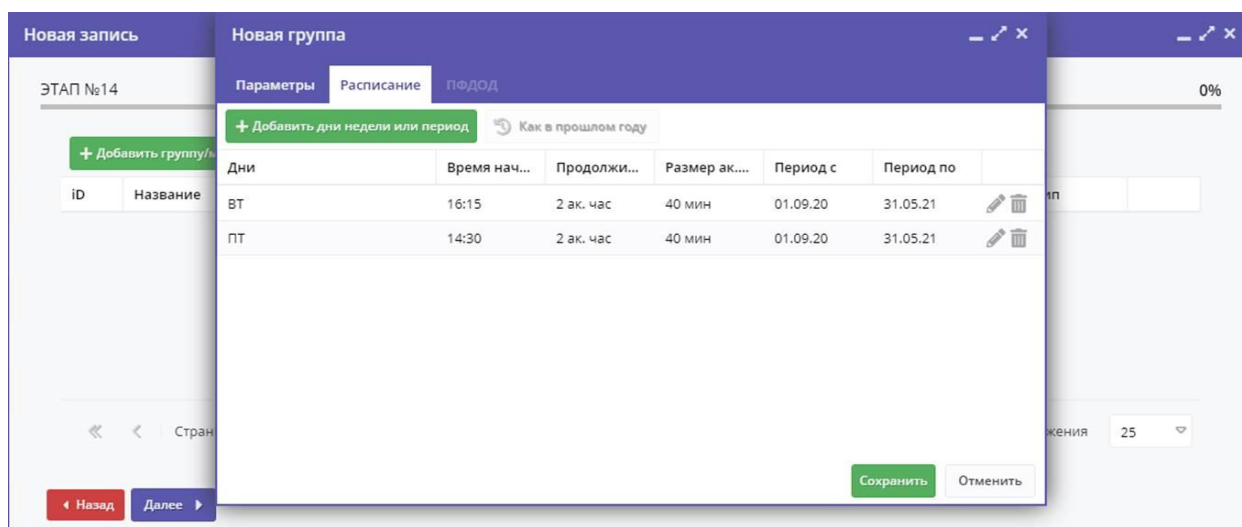 Новая запись
Новая группа
ЭТАП №14
Параметры Расписание ПФДОД
0%
Добавить дни недели или период Как в прошлом году
Добавить группу/
Дни Время нач... Продолжи... Размер ак.... Период с Период по
iD Название
ВТ 16:15 2 ак. час 40 мин 01.09.20 31.05.21
ПТ 14:30 2 ак. час 40 мин 01.09.20 31.05.21
Стран
жения 25
Сохранить Отменить
Назад Далее